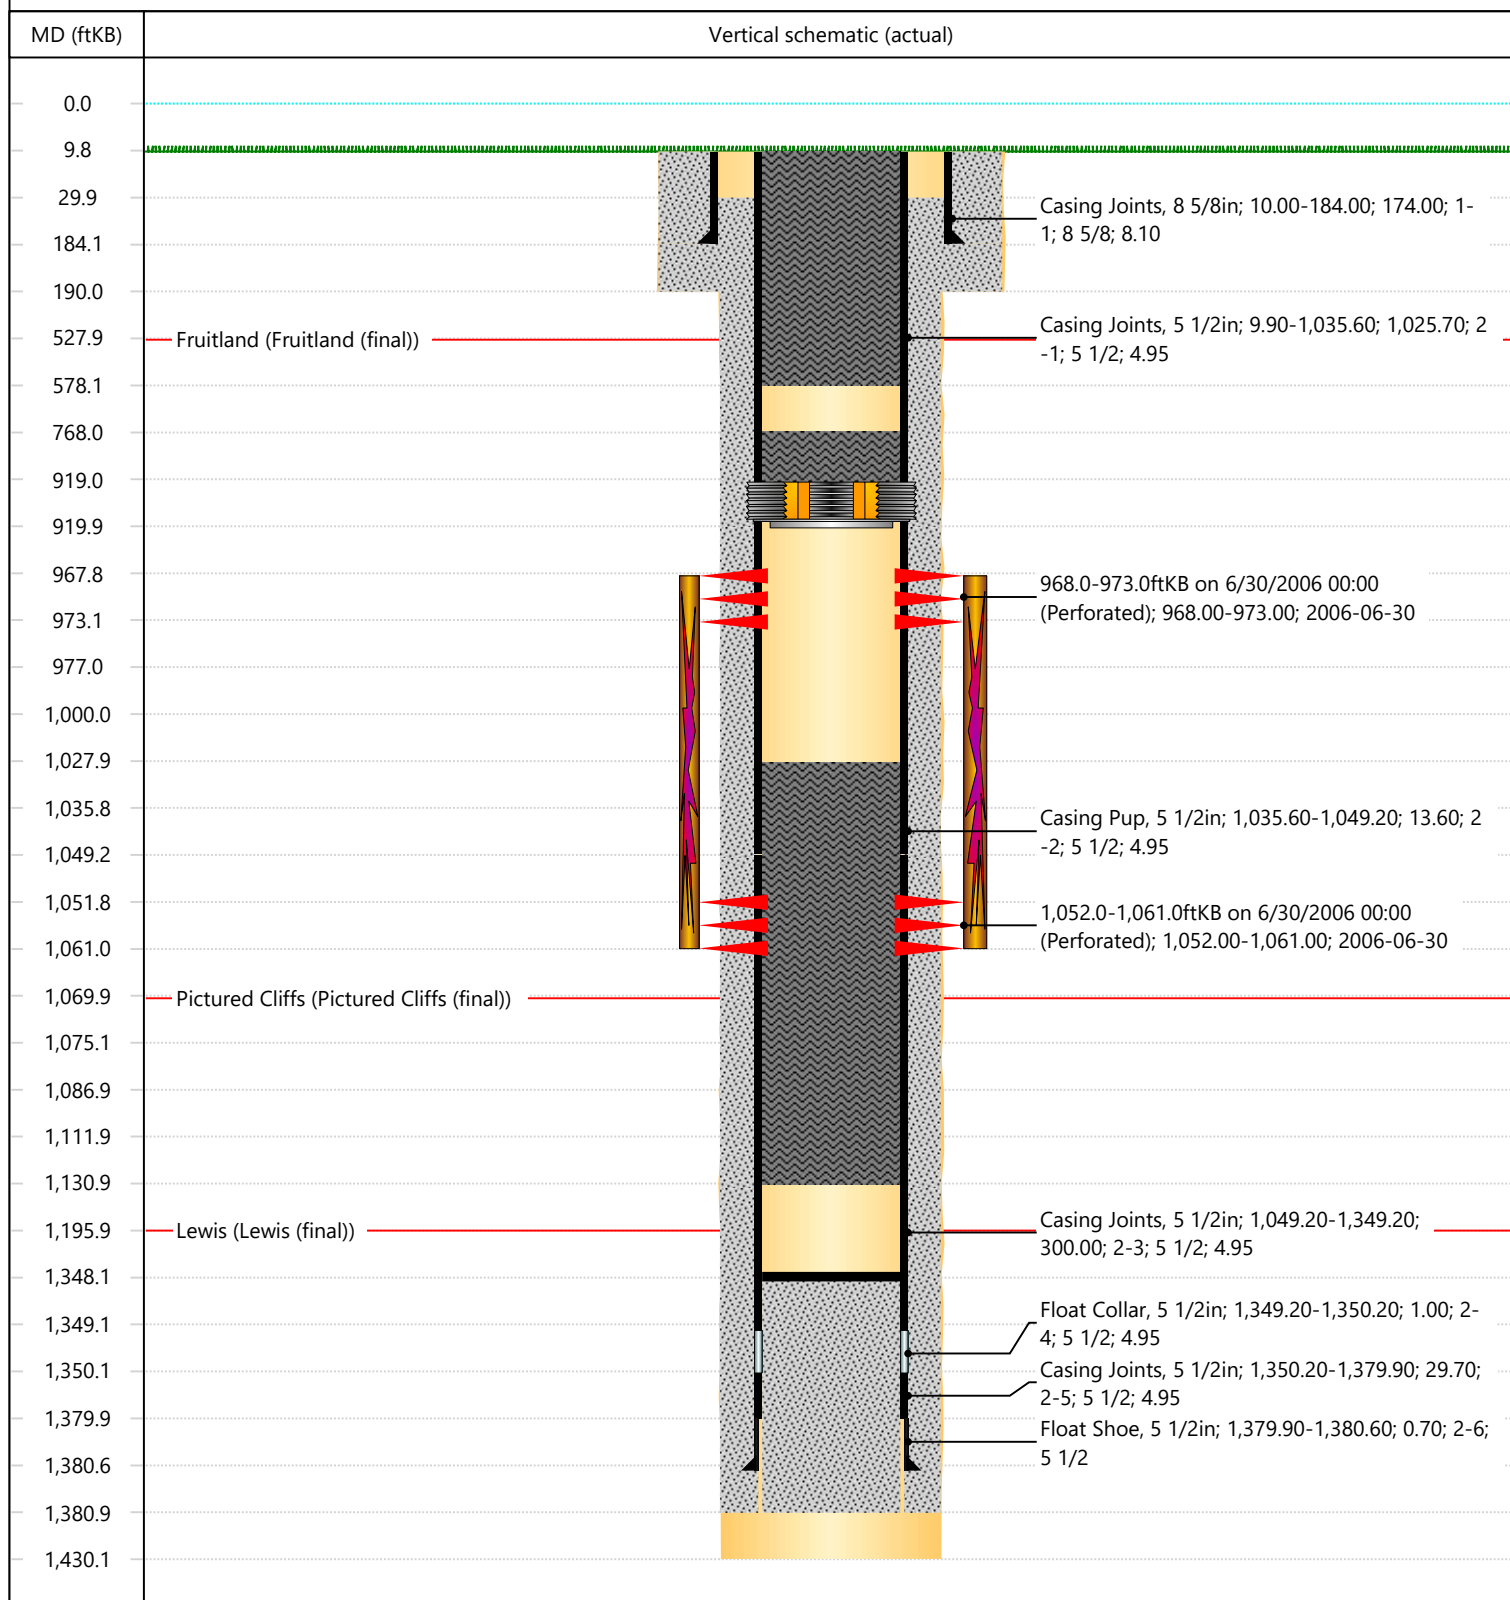 MD (ftKB)
Vertical schematic (actual)
0.0
9.8
29.9
Casing Joints, 8 5/8in; 10.00-184.00; 174.00; 1-
1; 8 5/8; 8.10
184.1
190.0
527.9
Fruitland (Fruitland (final))
Casing Joints, 5 1/2in; 9.90-1,035.60; 1,025.70; 2
-1; 5 1/2; 4.95
578.1
768.0
919.0
919.9
967.8
968.0-973.0ftKB on 6/30/2006 00:00
(Perforated); 968.00-973.00; 2006-06-30
973.1
977.0
1,000.0
1,027.9
1,035.8
Casing Pup, 5 1/2in; 1,035.60-1,049.20; 13.60; 2
-2; 5 1/2; 4.95
1,049.2
1,051.8
1,052.0-1,061.0ftKB on 6/30/2006 00:00
(Perforated); 1,052.00-1,061.00; 2006-06-30
1,061.0
1,069.9
Pictured Cliffs (Pictured Cliffs (final))
1,075.1
1,086.9
1,111.9
1,130.9
1,195.9
Lewis (Lewis (final))
Casing Joints, 5 1/2in; 1,049.20-1,349.20;
300.00; 2-3; 5 1/2; 4.95
1,348.1
1,349.1
Float Collar, 5 1/2in; 1,349.20-1,350.20; 1.00; 2-
4; 5 1/2; 4.95
1,350.1
Casing Joints, 5 1/2in; 1,350.20-1,379.90; 29.70;
2-5; 5 1/2; 4.95
1,379.9
Float Shoe, 5 1/2in; 1,379.90-1,380.60; 0.70; 2-6;
5 1/2
1,380.6
1,380.9
1,430.1